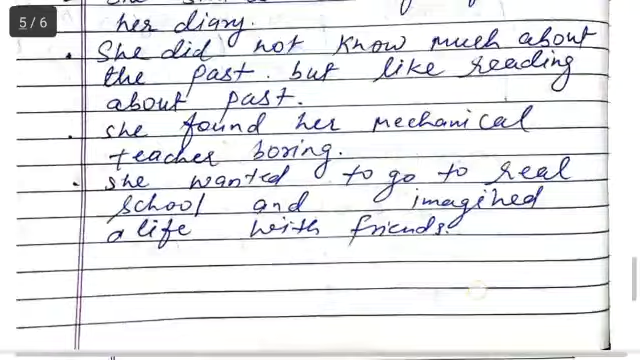 5 / 6
her diary.
• She did not know much about
the past. but like reading
about past.
• she found her mechanical
teacher boring.
• she wanted to go to real
school and imagined
a life with friends.